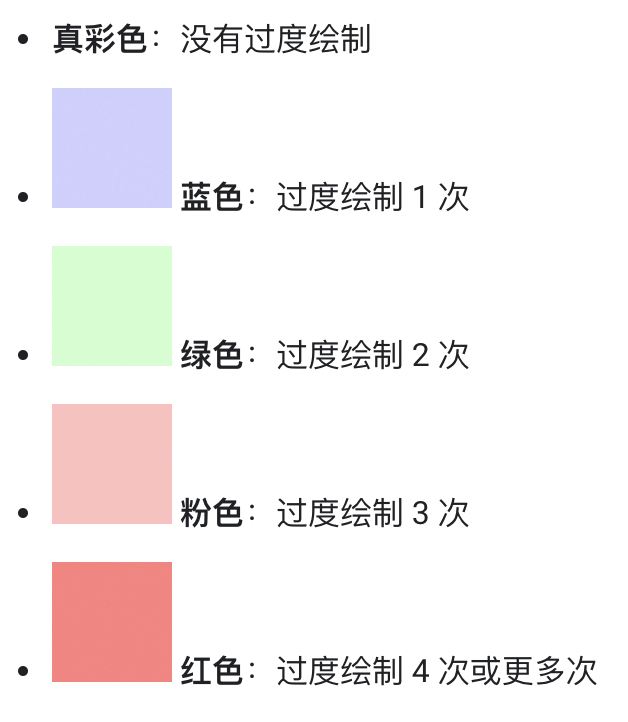 真彩色：没有过度绘制
蓝色：过度绘制 1 次
绿色：过度绘制 2 次
粉色：过度绘制 3 次
红色：过度绘制 4 次或更多次